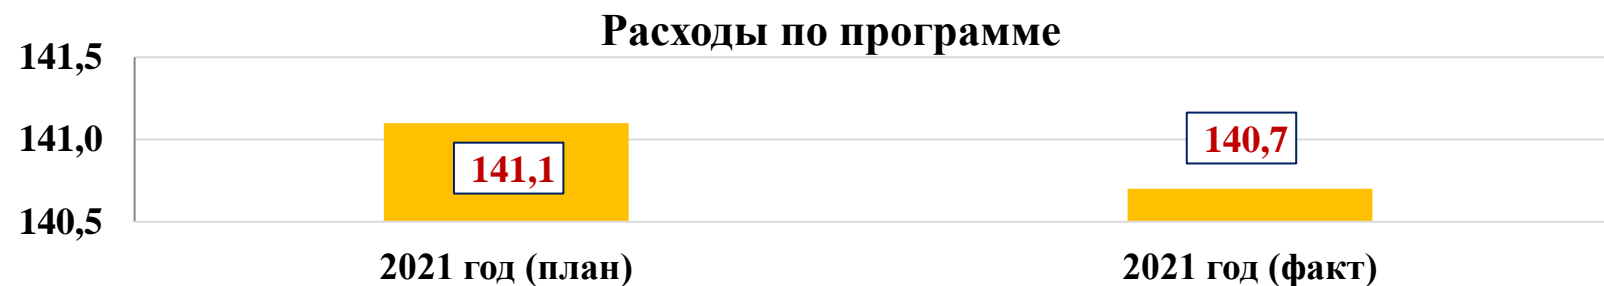 Расходы по программе
141,5
141,0
140,5
141,1
140,7
2021 год (план)
2021 год (факт)